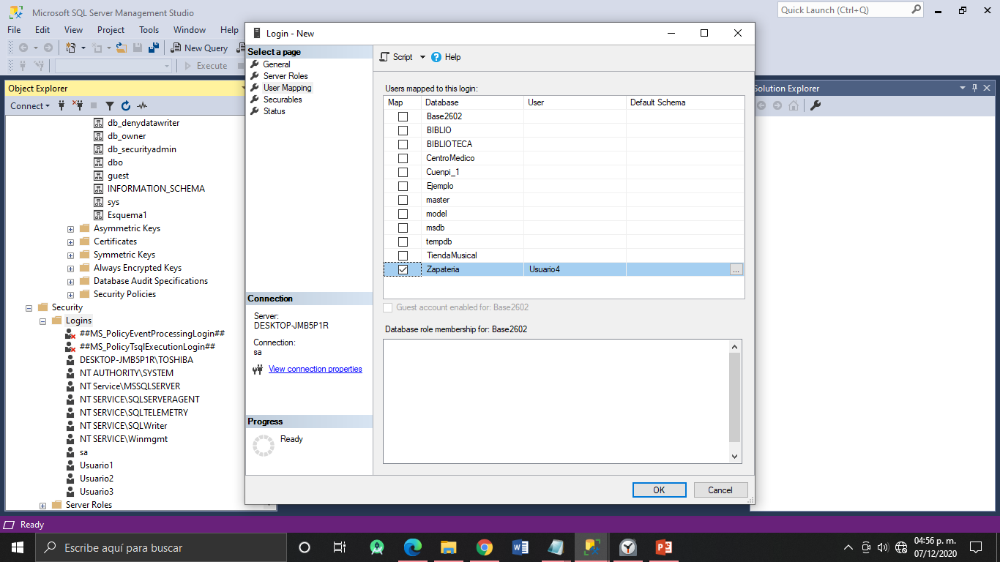 Microsoft SQL Server Management Studio
Quick Launch (Ctrl+Q)
File Edit View Project Tools Window Help
New Query
Execute
Object Explorer
Connect
db_denydatawriter
db_owner
db_securityadmin
dbo
guest
INFORMATION_SCHEMA
sys
Esquema1
Asymmetric Keys
Certificates
Symmetric Keys
Always Encrypted Keys
Database Audit Specifications
Security Policies
Security
Logins
##MS_PolicyEventProcessingLogin##
##MS_PolicyTsqlExecutionLogin##
DESKTOP-JMB5P1R\TOSHIBA
NT AUTHORITY\SYSTEM
NT Service\MSSQLSERVER
NT SERVICE\SQLSERVERAGENT
NT SERVICE\SQLTELEMETRY
NT SERVICE\SQLWriter
NT SERVICE\Winmgmt
sa
Usuario1
Usuario2
Usuario3
Server Roles
Login - New
Select a page
General
Server Roles
User Mapping
Securables
Status
Connection
Server:
DESKTOP-JMB5P1R
Connection:
sa
View connection properties
Progress
Ready
Script Help
Users mapped to this login:
Map Database User Default Schema
Base2602
BIBLIO
BIBLIOTECA
CentroMedico
Cuenpi_1
Ejemplo
master
model
msdb
tempdb
TiendaMusical
Zapateria Usuario4 ...
Guest account enabled for: Base2602
Database role membership for: Base2602
OK Cancel
Solution Explorer
Ready
Escribe aquí para buscar
04:56 p. m.
07/12/2020